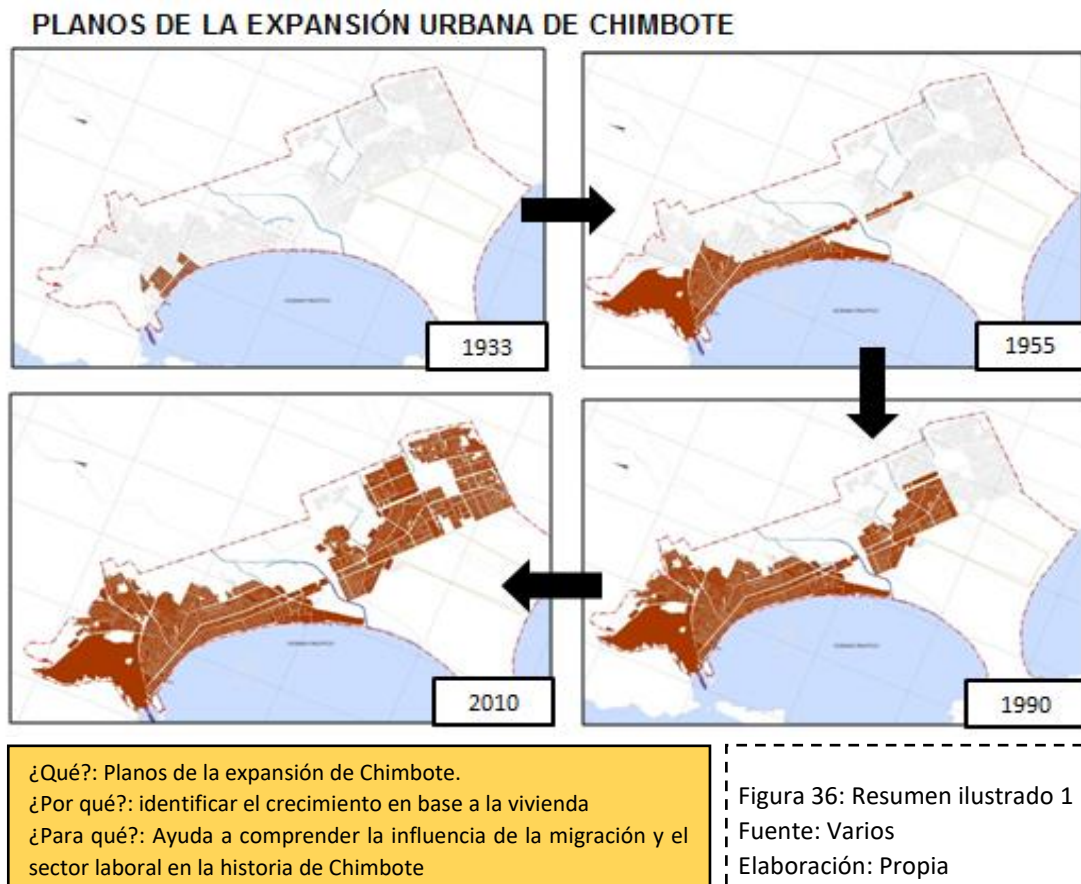 PLANOS DE LA EXPANSIÓN URBANA DE CHIMBOTE
1933
1955
2010
1990
¿Qué?: Planos de la expansión de Chimbote.
¿Por qué?: identificar el crecimiento en base a la vivienda
¿Para qué?: Ayuda a comprender la influencia de la migración y el
sector laboral en la historia de Chimbote
Figura 36: Resumen ilustrado 1
Fuente: Varios
Elaboración: Propia